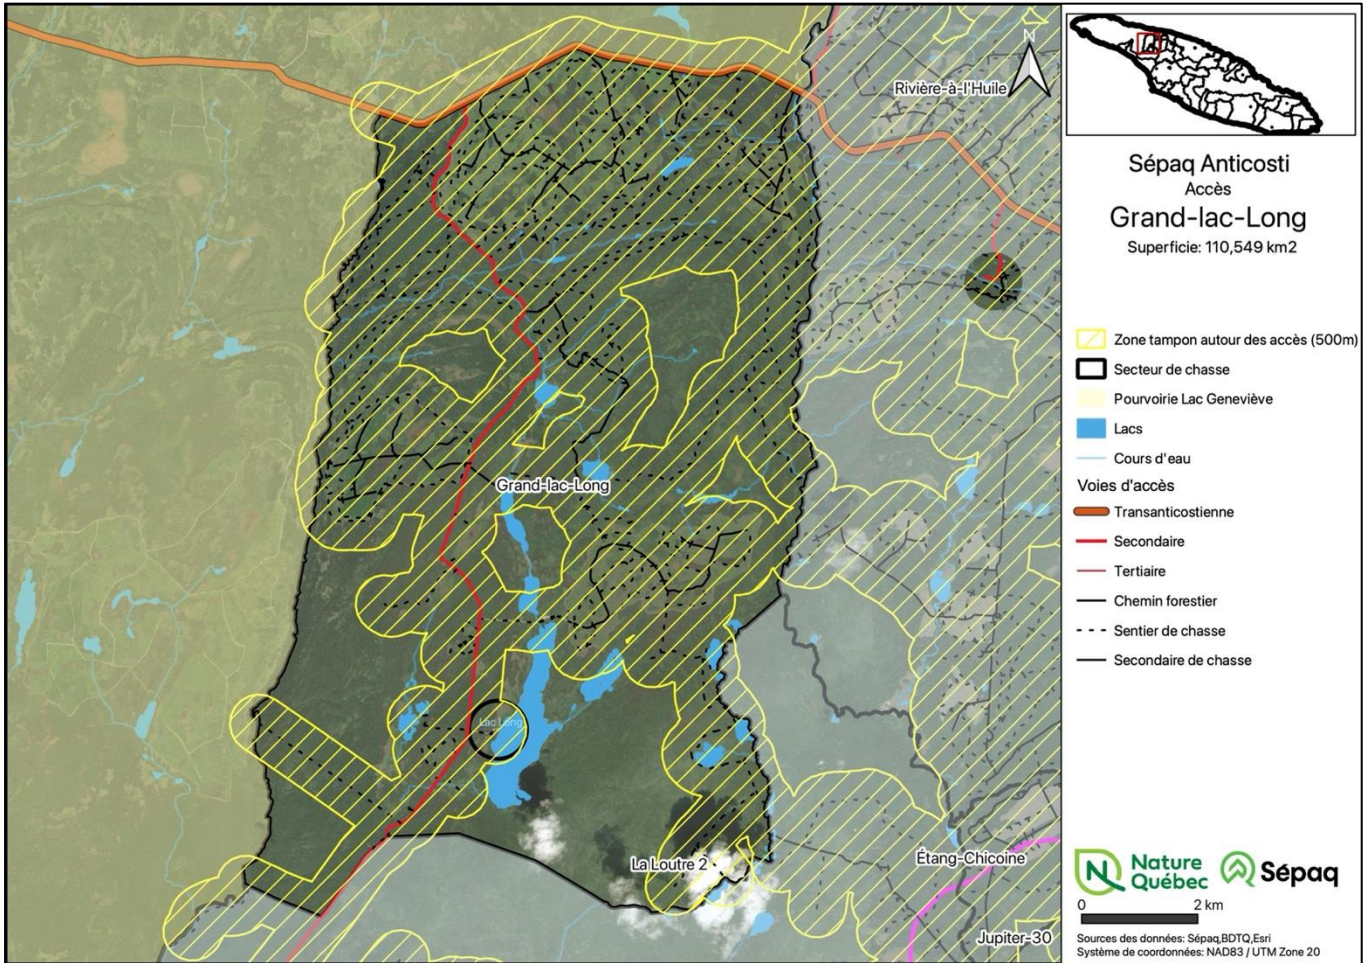 N
Rivière-à-l'Huile
Grand-lac-Long
Lac Long
La Loutre 2
Étang-Chicoine
Jupiter-30
Sépaq Anticosti
Accès
Grand-lac-Long
Superficie: 110,549 km2
Zone tampon autour des accès (500m)
Secteur de chasse
Pourvoirie Lac Geneviève
Lacs
Cours d'eau
Voies d'accès
Transanticostienne
Secondaire
Tertiaire
Chemin forestier
Sentier de chasse
Secondaire de chasse
Nature
Québec
Sépaq
0 2 km
Sources des données: Sépaq,BDTQ,Esri
Système de coordonnées: NAD83 / UTM Zone 20